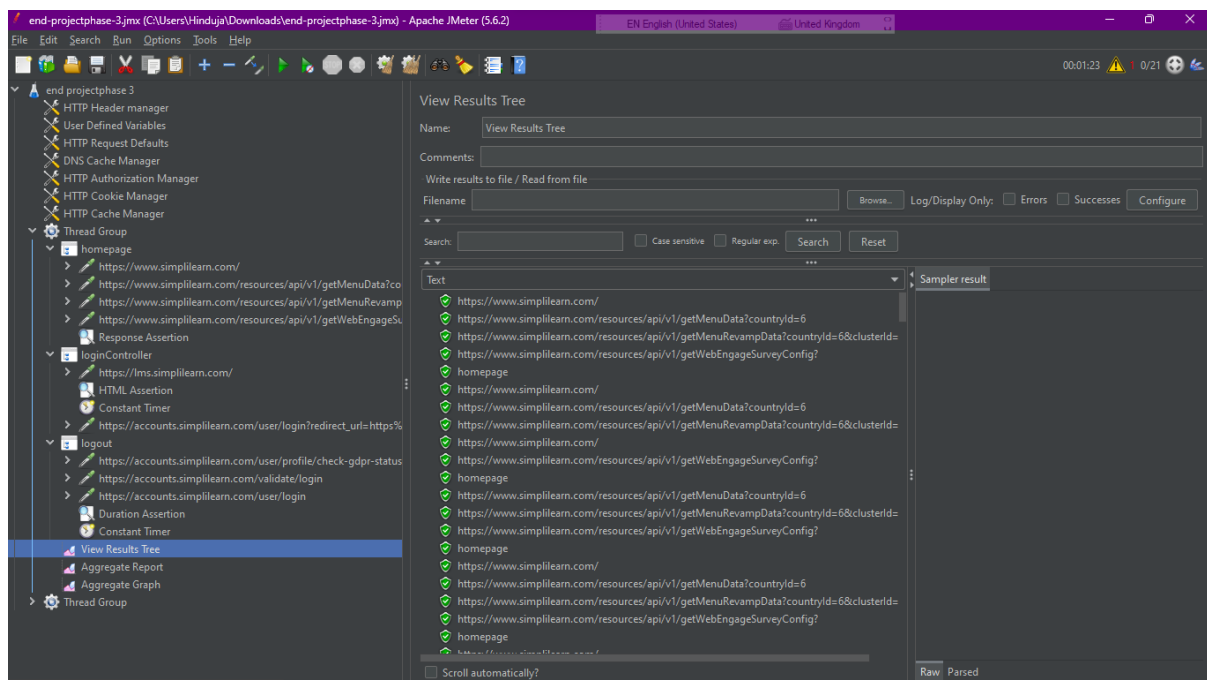 end-projectphase-3.jmx (C:\Users\Hinduja\Downloads\end-projectphase-3.jmx) - Apache JMeter (5.6.2)
EN English (United States) United Kingdom
File Edit Search Run Options Tools Help
00:01:23 1 0/21
end projectphase 3
HTTP Header manager
User Defined Variables
HTTP Request Defaults
DNS Cache Manager
HTTP Authorization Manager
HTTP Cookie Manager
HTTP Cache Manager
Thread Group
homepage
https://www.simplilearn.com/
https://www.simplilearn.com/resources/api/v1/getMenuData?co
https://www.simplilearn.com/resources/api/v1/getMenuRevamp
https://www.simplilearn.com/resources/api/v1/getWebEngageSu
Response Assertion
loginController
https://lms.simplilearn.com/
HTML Assertion
Constant Timer
https://accounts.simplilearn.com/user/login?redirect_url=https%
logout
https://accounts.simplilearn.com/user/profile/check-gdpr-status
https://accounts.simplilearn.com/validate/login
https://accounts.simplilearn.com/user/login
Duration Assertion
Constant Timer
View Results Tree
Aggregate Report
Aggregate Graph
Thread Group
View Results Tree
Name: View Results Tree
Comments:
Write results to file / Read from file
Filename Browse... Log/Display Only: Errors Successes Configure
Search: Case sensitive Regular exp. Search Reset
Text
Sampler result
https://www.simplilearn.com/
https://www.simplilearn.com/resources/api/v1/getMenuData?countryId=6
https://www.simplilearn.com/resources/api/v1/getMenuRevampData?countryId=6&clusterId=
https://www.simplilearn.com/resources/api/v1/getWebEngageSurveyConfig?
homepage
https://www.simplilearn.com/
https://www.simplilearn.com/resources/api/v1/getMenuData?countryId=6
https://www.simplilearn.com/resources/api/v1/getMenuRevampData?countryId=6&clusterId=
https://www.simplilearn.com/
https://www.simplilearn.com/resources/api/v1/getWebEngageSurveyConfig?
homepage
https://www.simplilearn.com/resources/api/v1/getMenuData?countryId=6
https://www.simplilearn.com/resources/api/v1/getMenuRevampData?countryId=6&clusterId=
https://www.simplilearn.com/resources/api/v1/getWebEngageSurveyConfig?
homepage
https://www.simplilearn.com/
https://www.simplilearn.com/resources/api/v1/getMenuData?countryId=6
https://www.simplilearn.com/resources/api/v1/getMenuRevampData?countryId=6&clusterId=
https://www.simplilearn.com/resources/api/v1/getWebEngageSurveyConfig?
homepage
Scroll automatically?
Raw Parsed